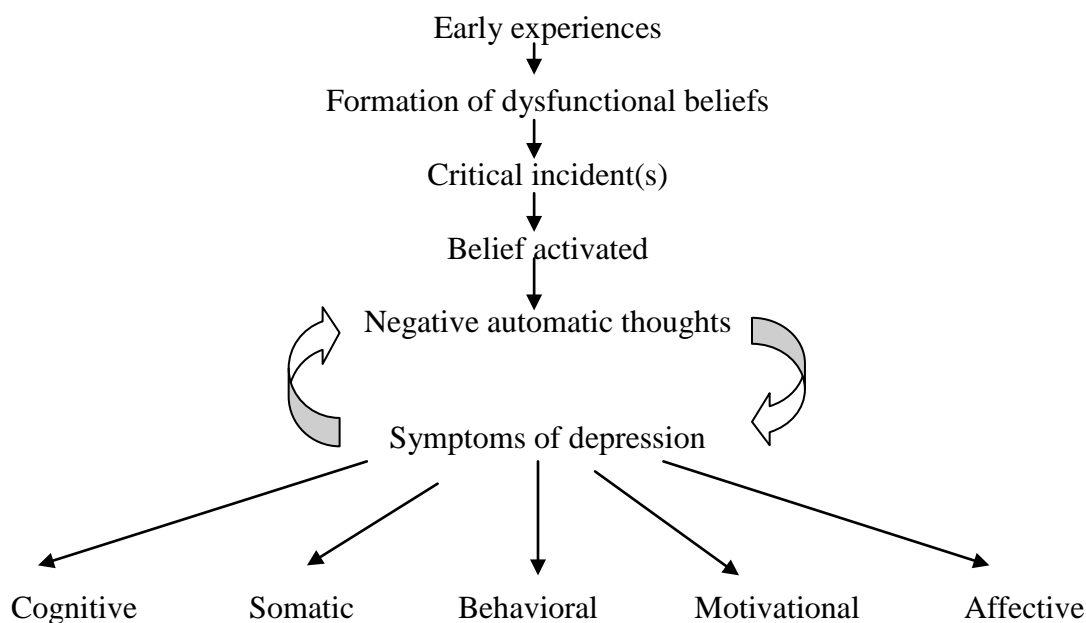 Early experiences
Formation of dysfunctional beliefs
Critical incident(s)
Belief activated
Negative automatic thoughts
Symptoms of depression
Cognitive Somatic Behavioral Motivational Affective